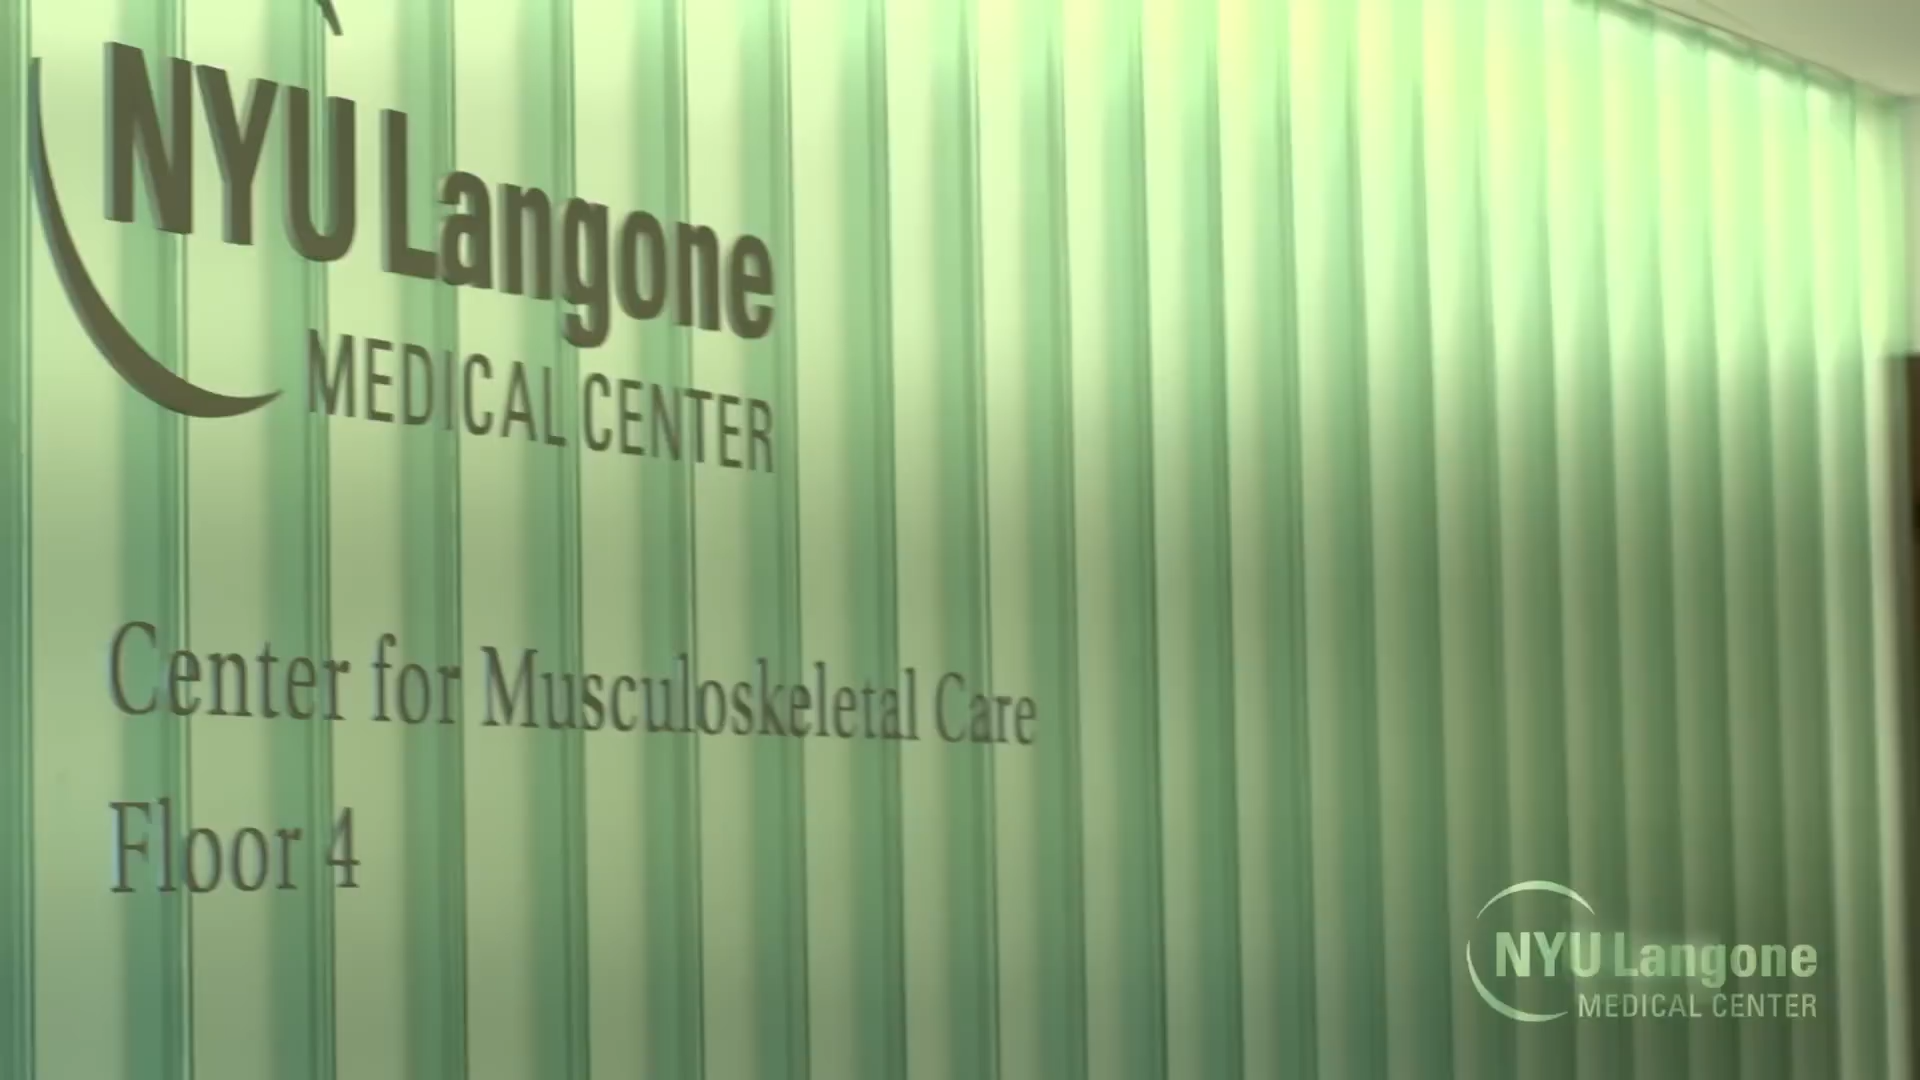 NYU Langone
MEDICAL CENTER
Center for Musculoskeletal Care
Floor 4
NYU Langone
MEDICAL CENTER